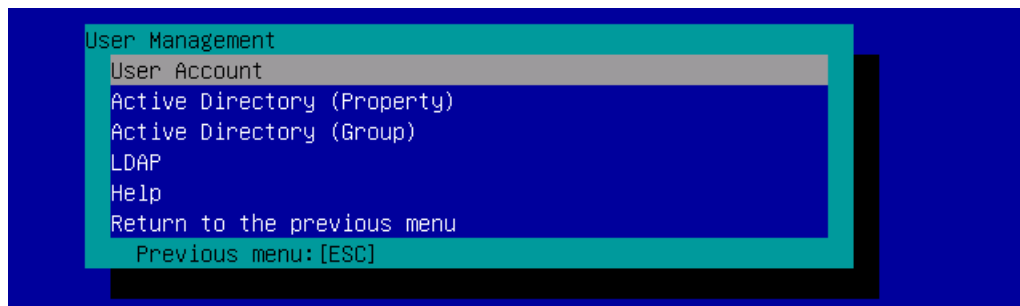 User Management
User Account
Active Directory (Property)
Active Directory (Group)
LDAP
Help
Return to the previous menu
Previous menu:[ESC]